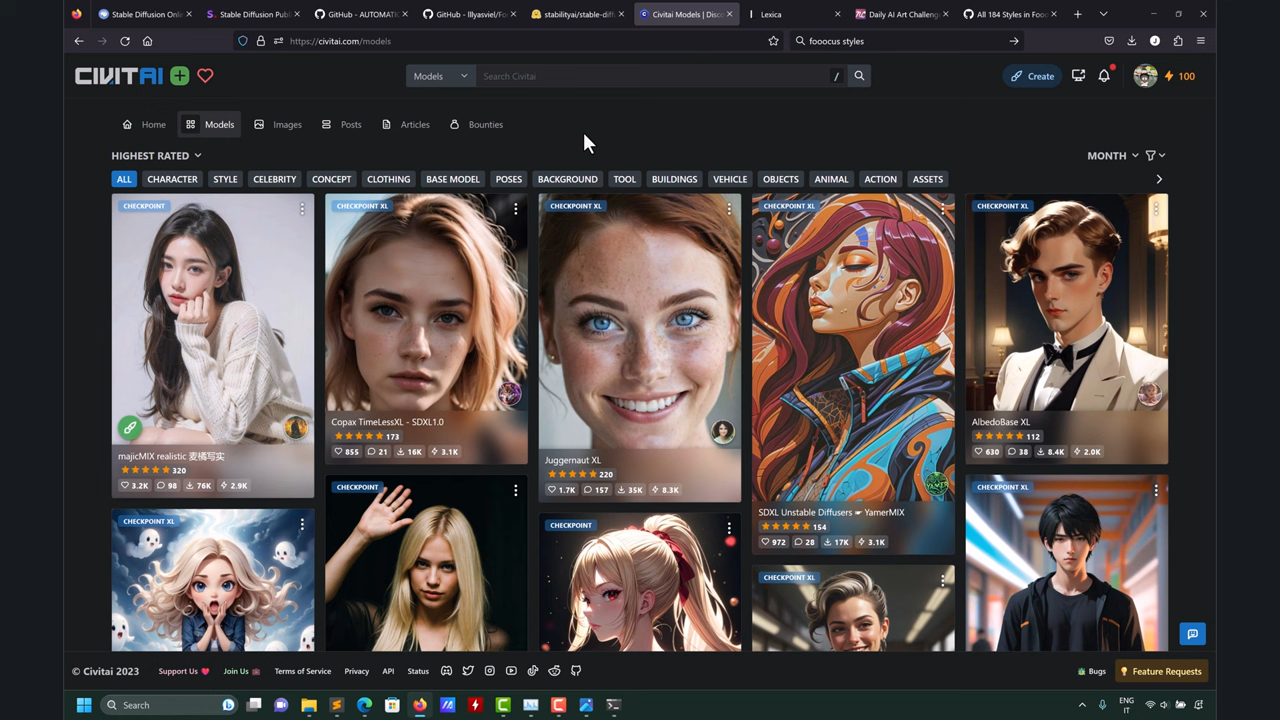 Stable Diffusion Onli
Stable Diffusion Publ
GitHub - AUTOMATIC
GitHub - lllyasviel/Fo
stabilityai/stable-diff
Civitai Models | Disc
Lexica
Daily AI Art Challeng
All 184 Styles in Fooo
https://civitai.com/models
fooocus styles
CIVITAI
Models
Search Civitai
/
Create
100
Home
Models
Images
Posts
Articles
Bounties
HIGHEST RATED
MONTH
ALL
CHARACTER
STYLE
CELEBRITY
CONCEPT
CLOTHING
BASE MODEL
POSES
BACKGROUND
TOOL
BUILDINGS
VEHICLE
OBJECTS
ANIMAL
ACTION
ASSETS
CHECKPOINT
majicMIX realistic 麦橘写实
320
3.2K 98 76K 2.9K
CHECKPOINT XL
Copax TimeLessXL - SDXL1.0
173
855 21 16K 3.1K
CHECKPOINT XL
Juggernaut XL
220
1.7K 157 35K 8.3K
CHECKPOINT XL
SDXL Unstable Diffusers ☛ YamerMIX
154
972 28 17K 3.1K
CHECKPOINT XL
AlbedoBase XL
112
630 38 8.4K 2.0K
CHECKPOINT XL
CHECKPOINT
CHECKPOINT
CHECKPOINT XL
CHECKPOINT
© Civitai 2023
Support Us
Join Us
Terms of Service
Privacy
API
Status
Bugs
Feature Requests
Search
ENG
IT